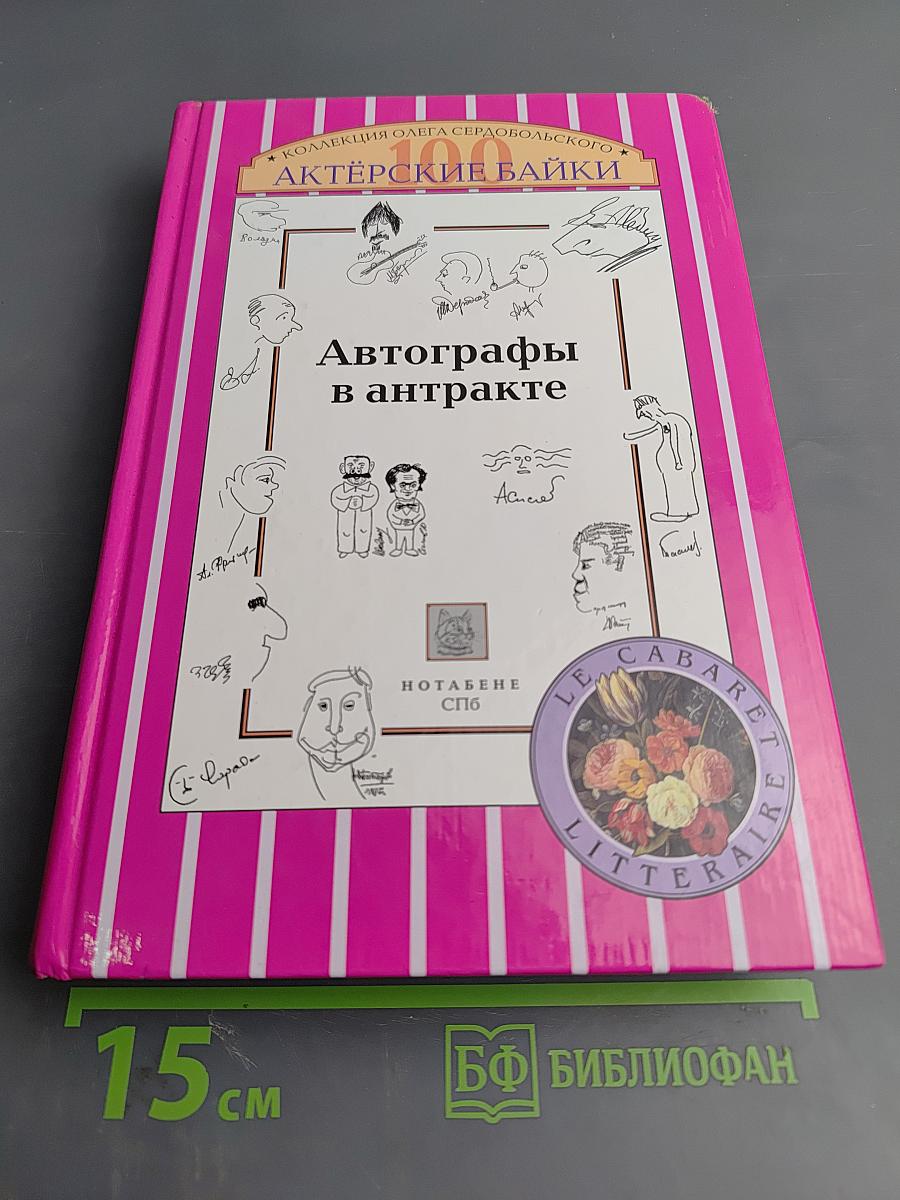 КОЛЛЕКЦИЯ ОЛЕГА СЕРДОБОЛЬСКОГО
100
АКТЁРСКИЕ БАЙКИ
Автографы
в антракте
НОТАБЕНЕ
СПб
LE CABARET
LITTERAIRE
15 см
БФ БИБЛИОФАН